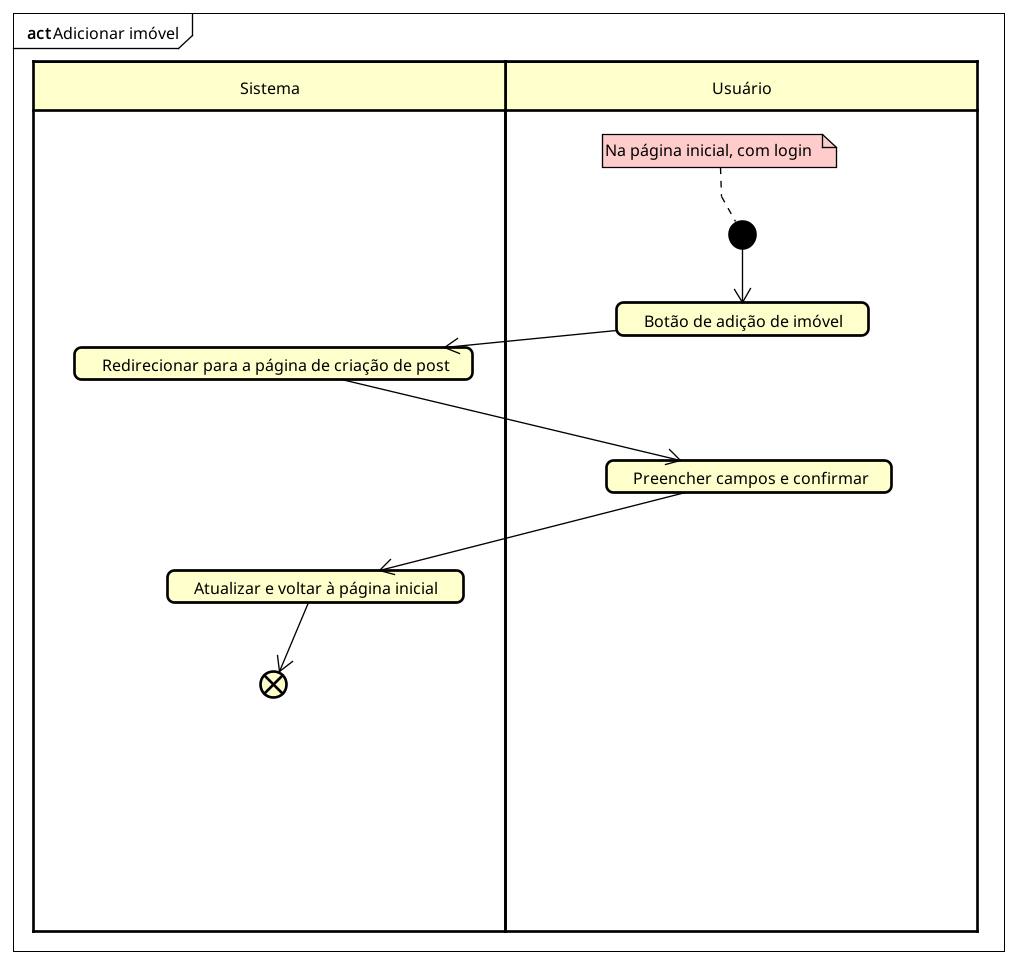 act Adicionar imóvel
Sistema
Usuário
Na página inicial, com login
Botão de adição de imóvel
Redirecionar para a página de criação de post
Preencher campos e confirmar
Atualizar e voltar à página inicial